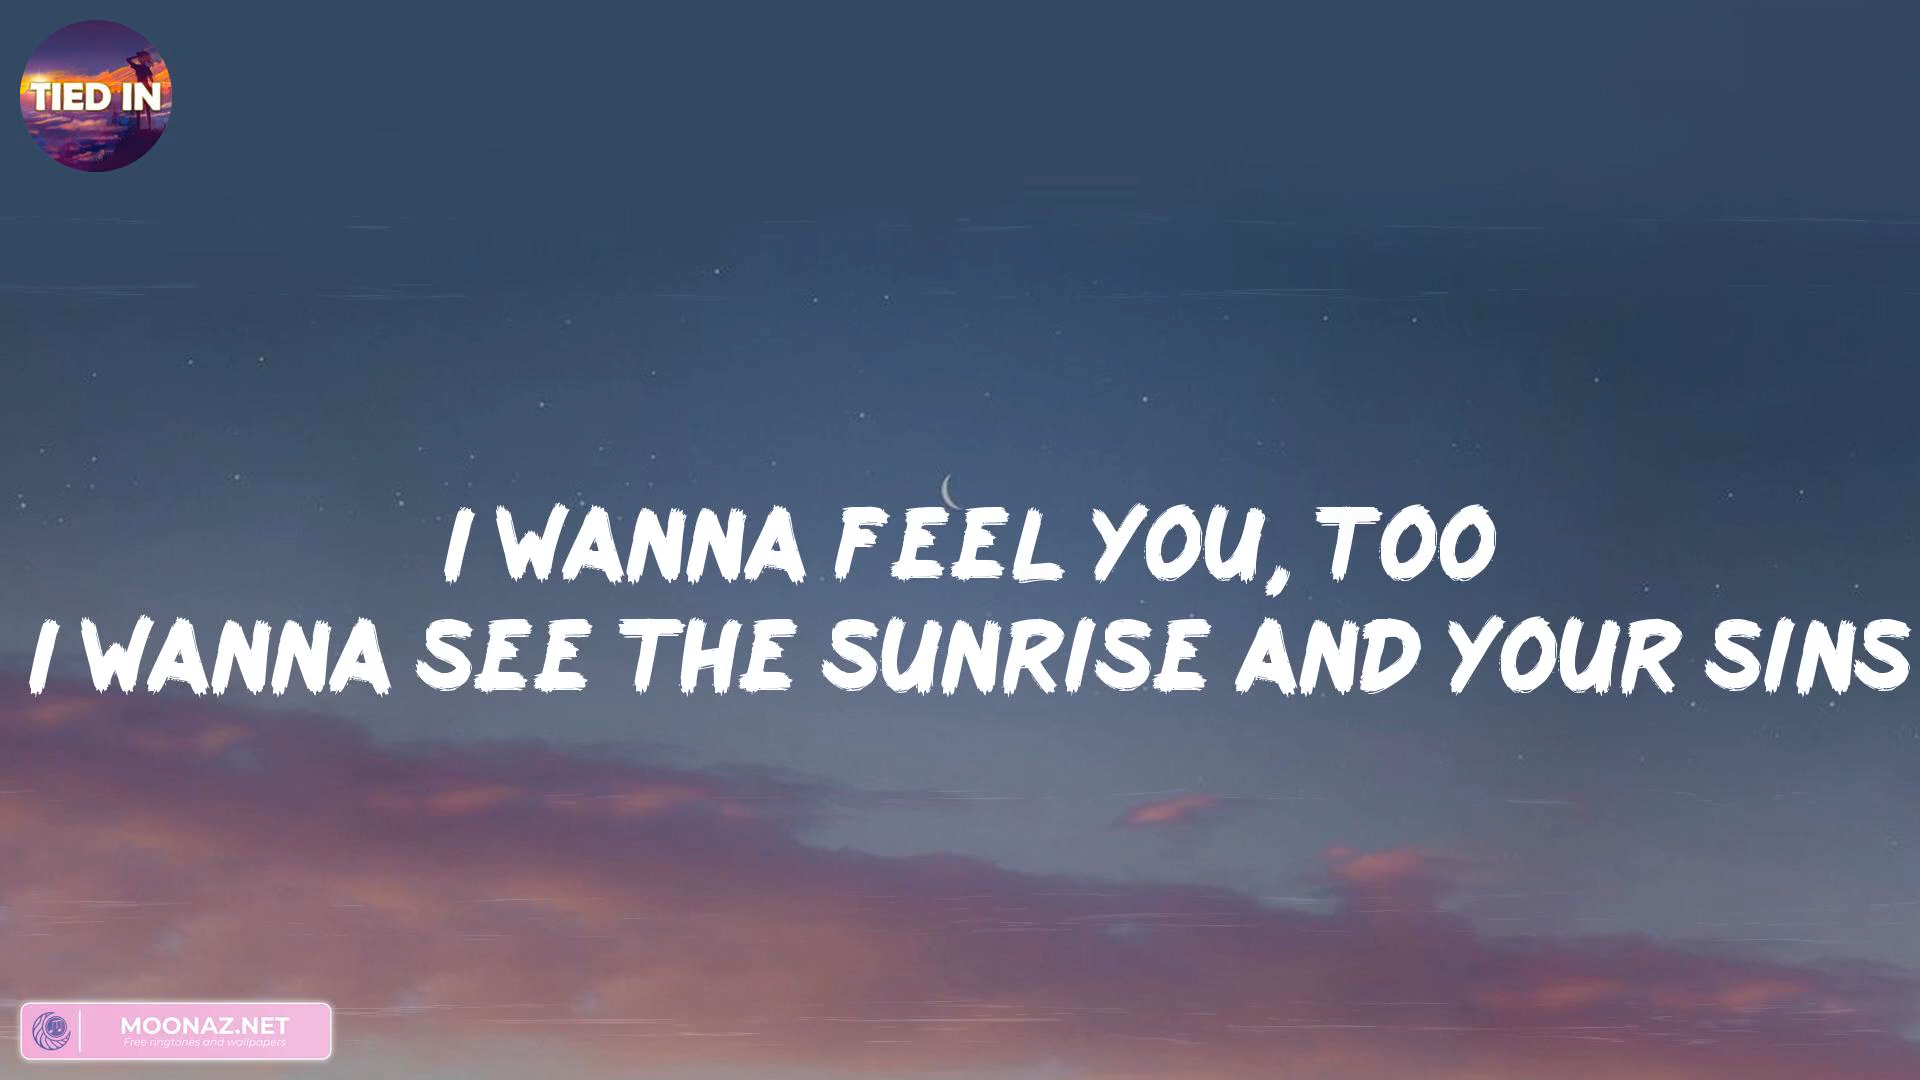 TIED IN
I WANNA FEEL YOU, TOO
I WANNA SEE THE SUNRISE AND YOUR SINS
MOONAZ.NET
Free ringtones and wallpapers